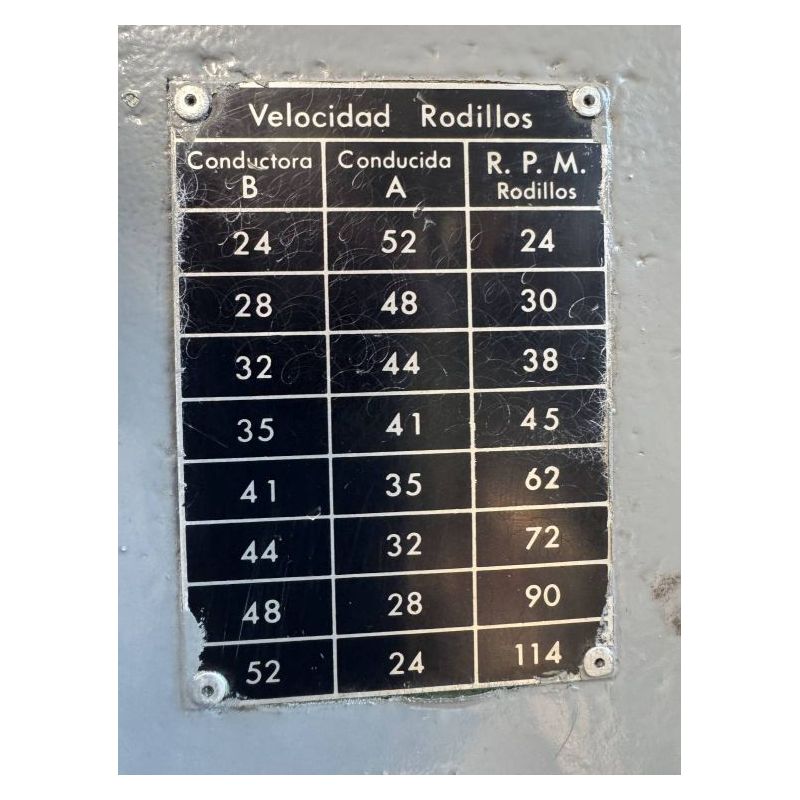 Velocidad Rodillos
Conductora Conducida R. P. M.
B A Rodillos
24 52 24
28 48 30
32 44 38
35 41 45
41 35 62
44 32 72
48 28 90
52 24 114